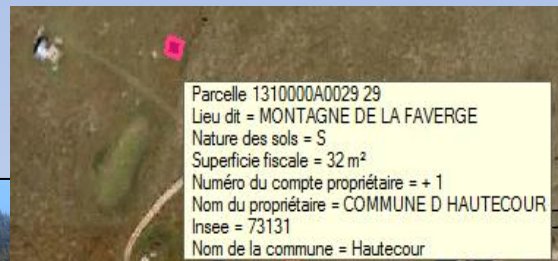 Parcelle 1310000A0029 29
Lieu dit = MONTAGNE DE LA FAVERGE
Nature des sols = S
Superficie fiscale = 32 m²
Numéro du compte propriétaire = + 1
Nom du propriétaire = COMMUNE D HAUTECOUR
Insee = 73131
Nom de la commune = Hautecour